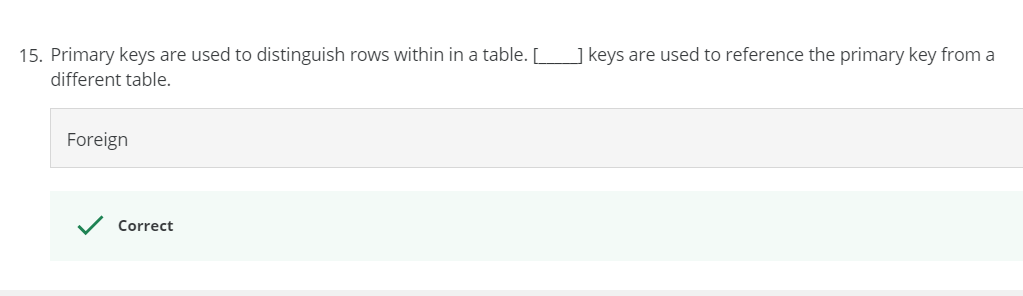 15. Primary keys are used to distinguish rows within in a table. [_____] keys are used to reference the primary key from a
different table.
Foreign
Correct